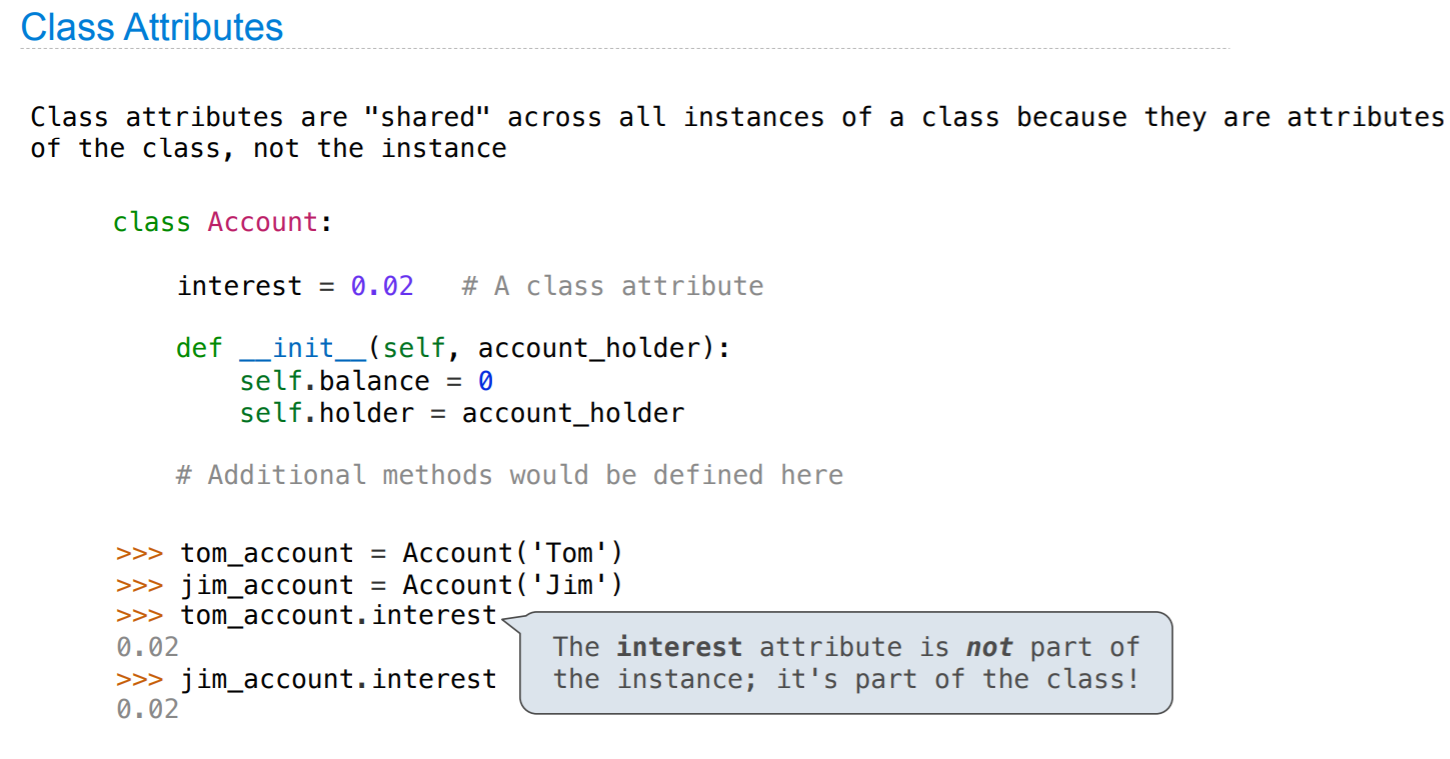 Class Attributes
Class attributes are "shared" across all instances of a class because they are attributes
of the class, not the instance
class Account:
interest = 0.02   # A class attribute
def __init__(self, account_holder):
self.balance = 0
self.holder = account_holder
# Additional methods would be defined here
>>> tom_account = Account('Tom')
>>> jim_account = Account('Jim')
>>> tom_account.interest
0.02
>>> jim_account.interest
0.02
The interest attribute is not part of
the instance; it's part of the class!